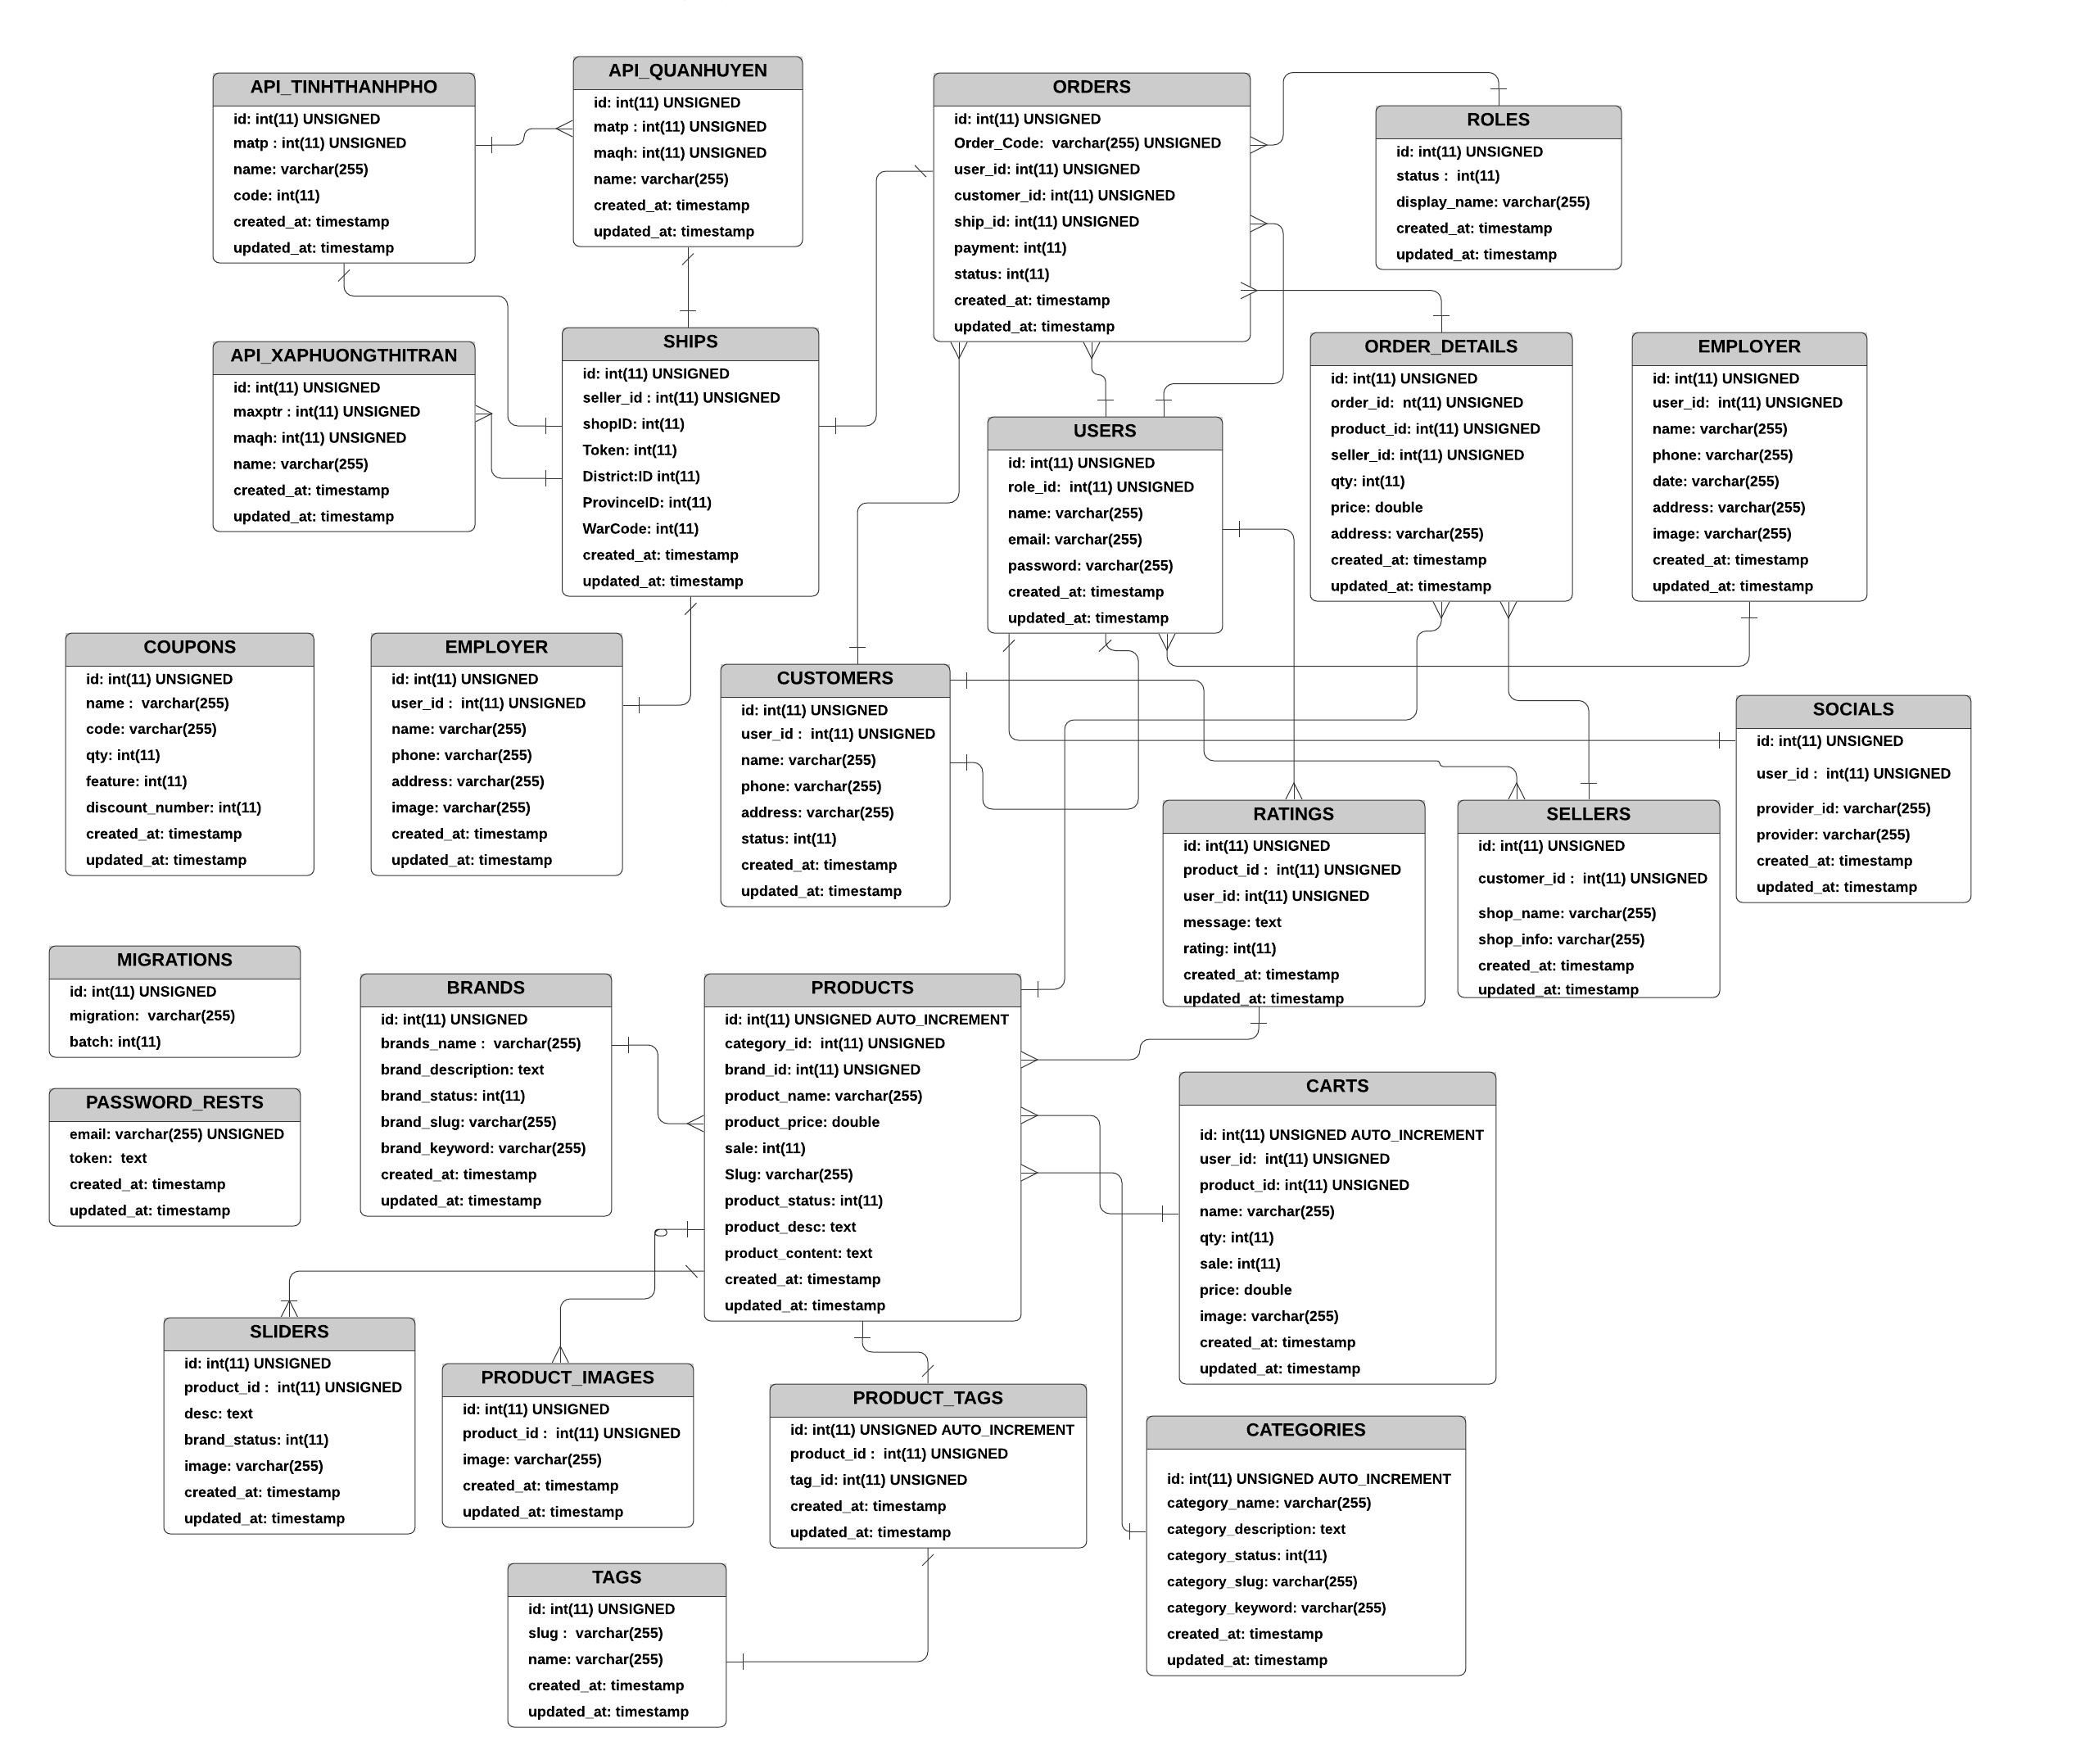 API_TINHTHANHPHO
id: int(11) UNSIGNED
matp : int(11) UNSIGNED
name: varchar(255)
code: int(11)
created_at: timestamp
updated_at: timestamp
API_QUANHUYEN
id: int(11) UNSIGNED
matp : int(11) UNSIGNED
maqh: int(11) UNSIGNED
name: varchar(255)
created_at: timestamp
updated_at: timestamp
ORDERS
id: int(11) UNSIGNED
Order_Code:  varchar(255) UNSIGNED
user_id: int(11) UNSIGNED
customer_id: int(11) UNSIGNED
ship_id: int(11) UNSIGNED
payment: int(11)
status: int(11)
created_at: timestamp
updated_at: timestamp
ROLES
id: int(11) UNSIGNED
status :  int(11)
display_name: varchar(255)
created_at: timestamp
updated_at: timestamp
API_XAPHUONGTHITRAN
id: int(11) UNSIGNED
maxptr : int(11) UNSIGNED
maqh: int(11) UNSIGNED
name: varchar(255)
created_at: timestamp
updated_at: timestamp
SHIPS
id: int(11) UNSIGNED
seller_id : int(11) UNSIGNED
shopID: int(11)
Token: int(11)
District:ID int(11)
ProvinceID: int(11)
WarCode: int(11)
created_at: timestamp
updated_at: timestamp
USERS
id: int(11) UNSIGNED
role_id:  int(11) UNSIGNED
name: varchar(255)
email: varchar(255)
password: varchar(255)
created_at: timestamp
updated_at: timestamp
ORDER_DETAILS
id: int(11) UNSIGNED
order_id:  nt(11) UNSIGNED
product_id: int(11) UNSIGNED
seller_id: int(11) UNSIGNED
qty: int(11)
price: double
address: varchar(255)
created_at: timestamp
updated_at: timestamp
EMPLOYER
id: int(11) UNSIGNED
user_id:  int(11) UNSIGNED
name: varchar(255)
phone: varchar(255)
date: varchar(255)
address: varchar(255)
image: varchar(255)
created_at: timestamp
updated_at: timestamp
COUPONS
id: int(11) UNSIGNED
name :  varchar(255)
code: varchar(255)
qty: int(11)
feature: int(11)
discount_number: int(11)
created_at: timestamp
updated_at: timestamp
EMPLOYER
id: int(11) UNSIGNED
user_id :  int(11) UNSIGNED
name: varchar(255)
phone: varchar(255)
address: varchar(255)
image: varchar(255)
created_at: timestamp
updated_at: timestamp
CUSTOMERS
id: int(11) UNSIGNED
user_id :  int(11) UNSIGNED
name: varchar(255)
phone: varchar(255)
address: varchar(255)
status: int(11)
created_at: timestamp
updated_at: timestamp
RATINGS
id: int(11) UNSIGNED
product_id :  int(11) UNSIGNED
user_id: int(11) UNSIGNED
message: text
rating: int(11)
created_at: timestamp
updated_at: timestamp
SELLERS
id: int(11) UNSIGNED
customer_id :  int(11) UNSIGNED
shop_name: varchar(255)
shop_info: varchar(255)
created_at: timestamp
updated_at: timestamp
SOCIALS
id: int(11) UNSIGNED
user_id :  int(11) UNSIGNED
provider_id: varchar(255)
provider: varchar(255)
created_at: timestamp
updated_at: timestamp
MIGRATIONS
id: int(11) UNSIGNED
migration:  varchar(255)
batch: int(11)
PASSWORD_RESTS
email: varchar(255) UNSIGNED
token:  text
created_at: timestamp
updated_at: timestamp
BRANDS
id: int(11) UNSIGNED
brands_name :  varchar(255)
brand_description: text
brand_status: int(11)
brand_slug: varchar(255)
brand_keyword: varchar(255)
created_at: timestamp
updated_at: timestamp
PRODUCTS
id: int(11) UNSIGNED AUTO_INCREMENT
category_id:  int(11) UNSIGNED
brand_id: int(11) UNSIGNED
product_name: varchar(255)
product_price: double
sale: int(11)
Slug: varchar(255)
product_status: int(11)
product_desc: text
product_content: text
created_at: timestamp
updated_at: timestamp
CARTS
id: int(11) UNSIGNED AUTO_INCREMENT
user_id:  int(11) UNSIGNED
product_id: int(11) UNSIGNED
name: varchar(255)
qty: int(11)
sale: int(11)
price: double
image: varchar(255)
created_at: timestamp
updated_at: timestamp
SLIDERS
id: int(11) UNSIGNED
product_id :  int(11) UNSIGNED
desc: text
brand_status: int(11)
image: varchar(255)
created_at: timestamp
updated_at: timestamp
PRODUCT_IMAGES
id: int(11) UNSIGNED
product_id :  int(11) UNSIGNED
image: varchar(255)
created_at: timestamp
updated_at: timestamp
PRODUCT_TAGS
id: int(11) UNSIGNED AUTO_INCREMENT
product_id :  int(11) UNSIGNED
tag_id: int(11) UNSIGNED
created_at: timestamp
updated_at: timestamp
CATEGORIES
id: int(11) UNSIGNED AUTO_INCREMENT
category_name: varchar(255)
category_description: text
category_status: int(11)
category_slug: varchar(255)
category_keyword: varchar(255)
created_at: timestamp
updated_at: timestamp
TAGS
id: int(11) UNSIGNED
slug :  varchar(255)
name: varchar(255)
created_at: timestamp
updated_at: timestamp